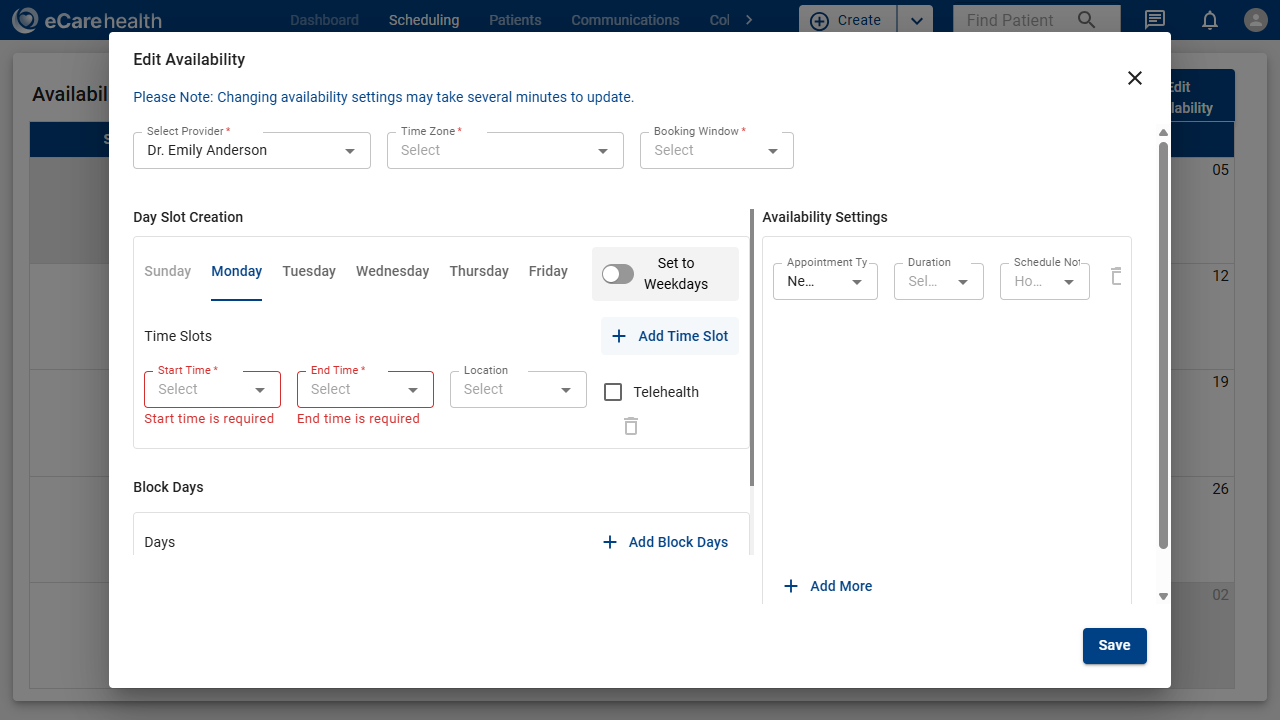 eCarehealth
Dashboard
Scheduling
Patients
Communications
Col
Create
Find Patient
Edit Availability
Please Note: Changing availability settings may take several minutes to update.
Availabil
Edit
lability
S
Select Provider *
Dr. Emily Anderson
Time Zone *
Select
Booking Window *
Select
05
12
19
26
02
Day Slot Creation
Sunday
Monday
Tuesday
Wednesday
Thursday
Friday
Set to
Weekdays
Time Slots
Add Time Slot
Start Time *
Select
Start time is required
End Time *
Select
End time is required
Location
Select
Telehealth
Block Days
Days
Add Block Days
Availability Settings
Appointment Ty
Ne...
Duration
Sel...
Schedule Not
Ho...
Add More
Save